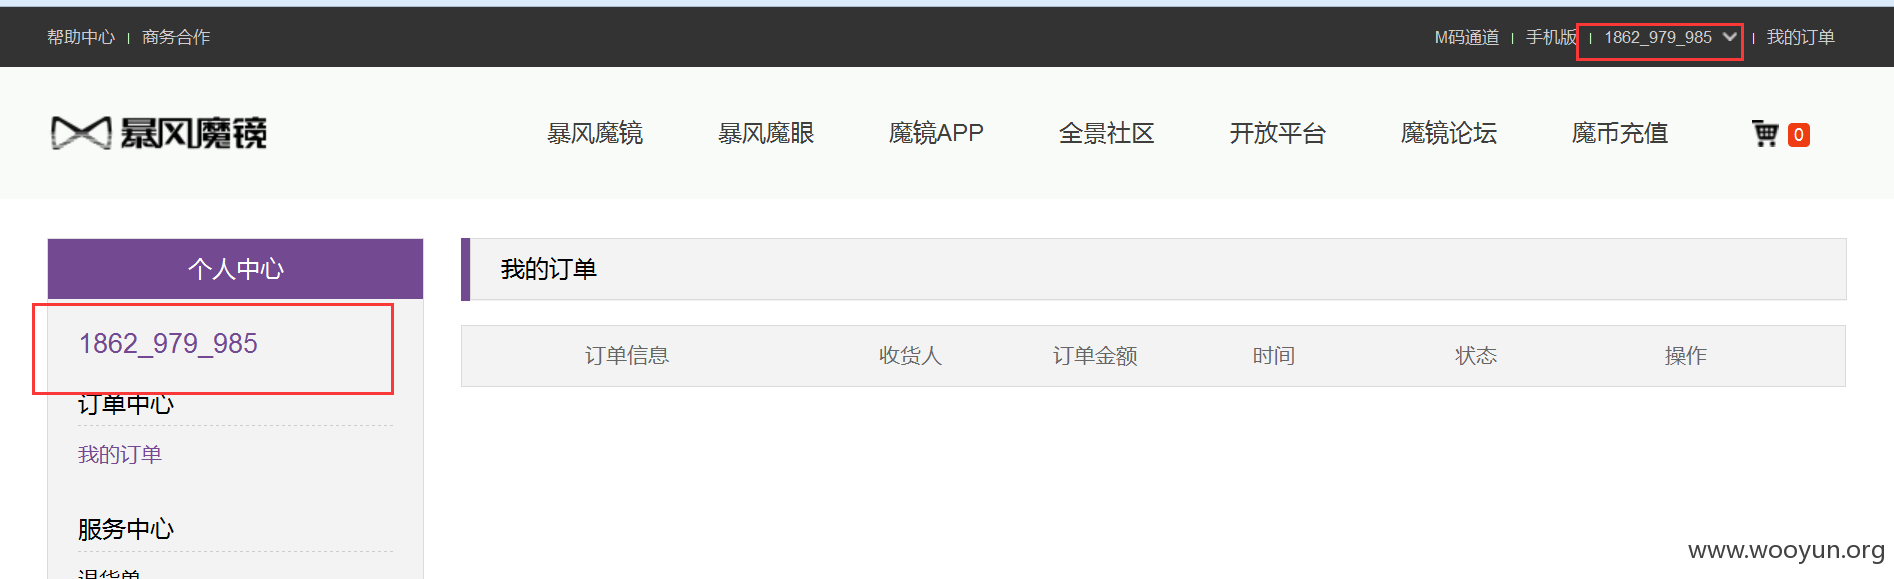 帮助中心 | 商务合作
M码通道 | 手机版 | 1862_979_985 | 我的订单
暴风魔镜
暴风魔镜 暴风魔眼 魔镜APP 全景社区 开放平台 魔镜论坛 魔币充值 0
个人中心
1862_979_985
订单中心
我的订单
服务中心
退货单
我的订单
订单信息 收货人 订单金额 时间 状态 操作
www.wooyun.org